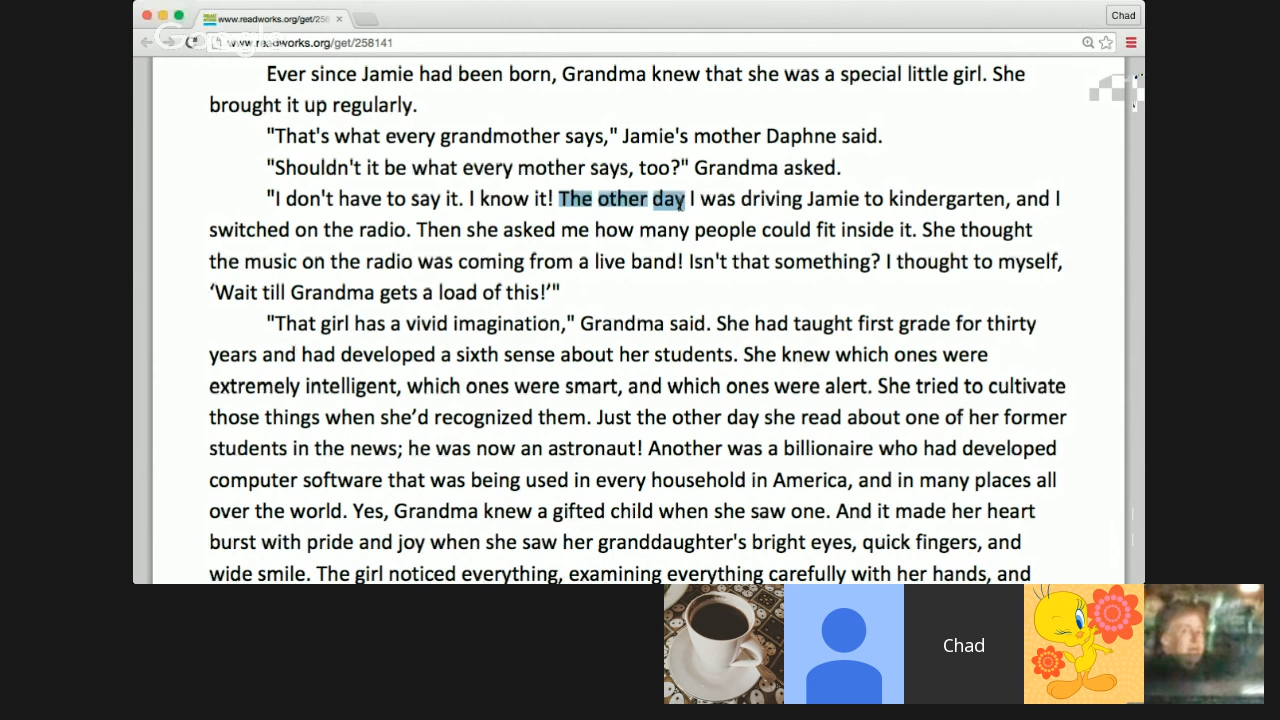 www.readworks.org/get/258
Chad
Google
www.readworks.org/get/258141
Ever since Jamie had been born, Grandma knew that she was a special little girl. She
brought it up regularly.
"That's what every grandmother says," Jamie's mother Daphne said.
"Shouldn't it be what every mother says, too?" Grandma asked.
"I don't have to say it. I know it! The other day I was driving Jamie to kindergarten, and I
switched on the radio. Then she asked me how many people could fit inside it. She thought
the music on the radio was coming from a live band! Isn't that something? I thought to myself,
‘Wait till Grandma gets a load of this!’"
"That girl has a vivid imagination," Grandma said. She had taught first grade for thirty
years and had developed a sixth sense about her students. She knew which ones were
extremely intelligent, which ones were smart, and which ones were alert. She tried to cultivate
those things when she’d recognized them. Just the other day she read about one of her former
students in the news; he was now an astronaut! Another was a billionaire who had developed
computer software that was being used in every household in America, and in many places all
over the world. Yes, Grandma knew a gifted child when she saw one. And it made her heart
burst with pride and joy when she saw her granddaughter's bright eyes, quick fingers, and
wide smile. The girl noticed everything, examining everything carefully with her hands, and
Chad